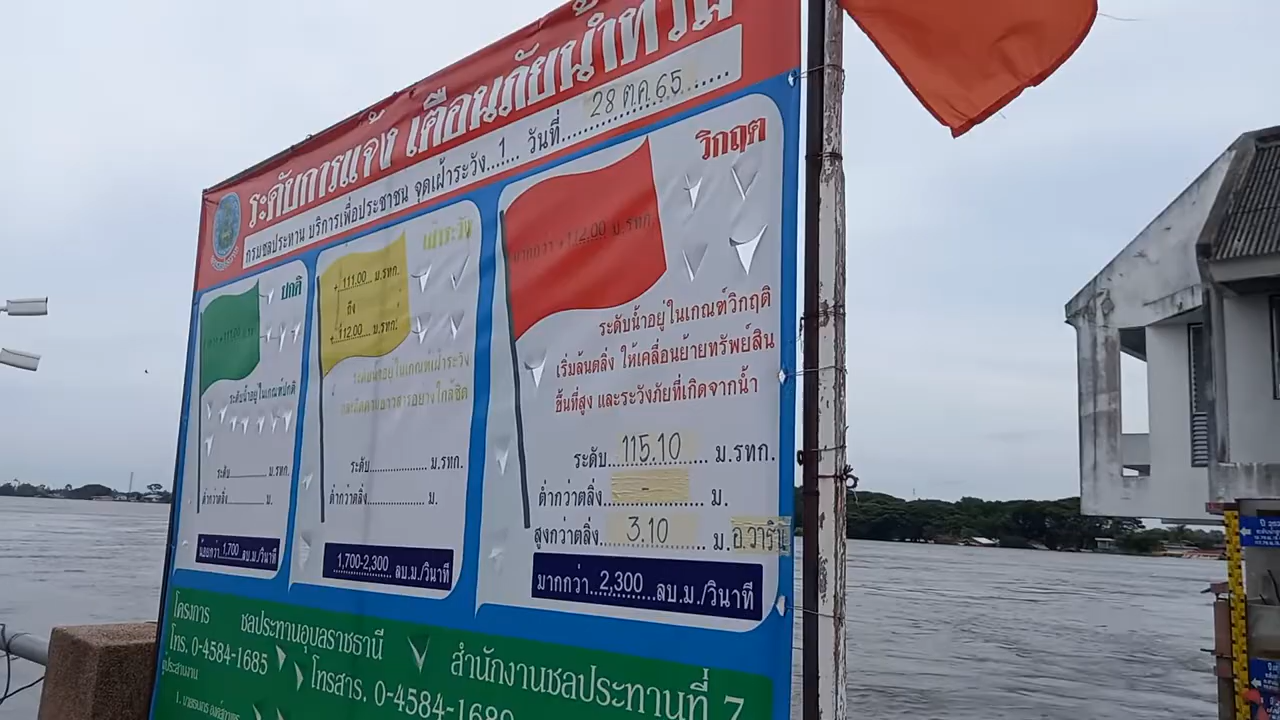 ระดับการแจ้ง เตือนภัยน้ำท่วม
กรมชลประทาน บริการเพื่อประชาชน จุดเฝ้าระวัง......1...... วันที่......28 ต.ค. 65......
ปกติ
ระดับน้ำอยู่ในเกณฑ์ปกติ
ระดับ............ม.รทก.
ต่ำกว่าตลิ่ง............ม.
น้อยกว่า 1,700 ลบ.ม./วินาที
เฝ้าระวัง
+ 111.00 ... ม.รทก.
ถึง
+ 112.00 ... ม.รทก.
ระดับน้ำอยู่ในเกณฑ์เฝ้าระวัง
ระดับ............ม.รทก.
ต่ำกว่าตลิ่ง............ม.
1,700-2,300 ลบ.ม./วินาที
วิกฤต
มากกว่า +112.00 ม.รทก.
ระดับน้ำอยู่ในเกณฑ์วิกฤติ
เริ่มล้นตลิ่ง ให้เคลื่อนย้ายทรัพย์สิน
ขึ้นที่สูง และระวังภัยที่เกิดจากน้ำ
ระดับ...115.10...ม.รทก.
ต่ำกว่าตลิ่ง......-......ม.
สูงกว่าตลิ่ง...3.10...ม. อ.วาริน
มากกว่า...2,300...ลบ.ม./วินาที
โครงการ ชลประทานอุบลราชธานี สำนักงานชลประทานที่ 7
โทร. 0-4584-1685 โทรสาร. 0-4584-1689
ผู้ประสานงาน